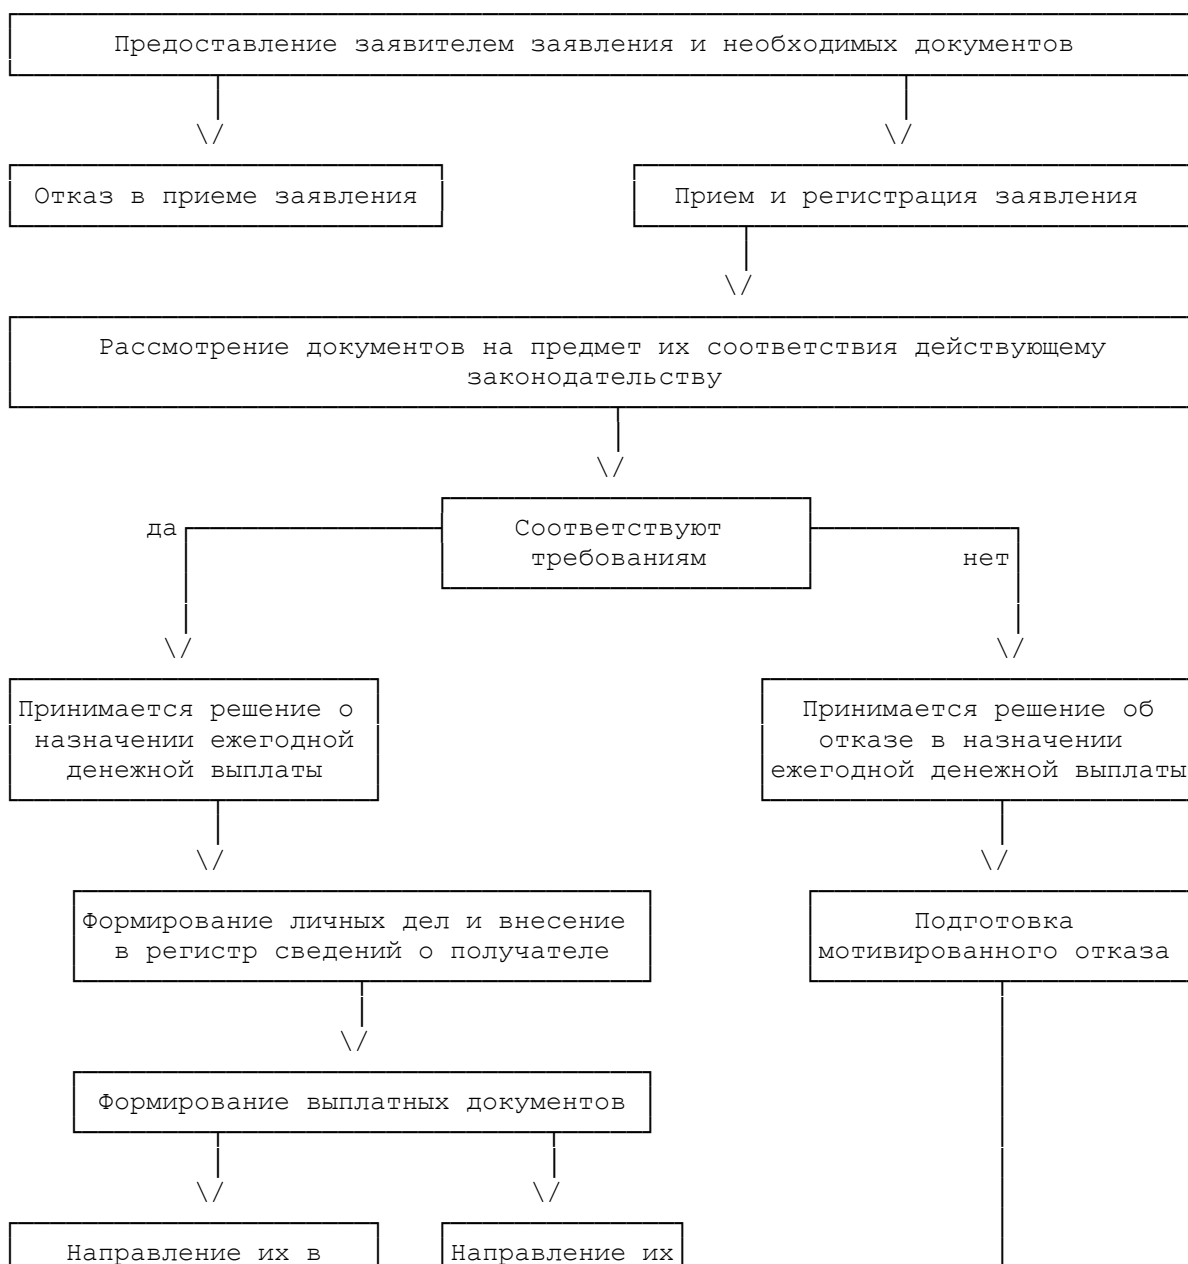 Предоставление заявителем заявления и необходимых документов
Отказ в приеме заявления
Прием и регистрация заявления
Рассмотрение документов на предмет их соответствия действующему
законодательству
да
Соответствуют
требованиям
нет
Принимается решение о
назначении ежегодной
денежной выплаты
Принимается решение об
отказе в назначении
ежегодной денежной выплаты
Формирование личных дел и внесение
в регистр сведений о получателе
Подготовка
мотивированного отказа
Формирование выплатных документов
Направление их в
Направление их